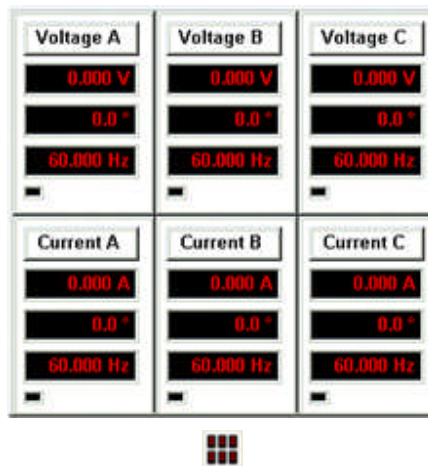 Voltage A Voltage B Voltage C
0.000 V 0.000 V 0.000 V
0.0 ° 0.0 ° 0.0 °
60.000 Hz 60.000 Hz 60.000 Hz
Current A Current B Current C
0.000 A 0.000 A 0.000 A
0.0 ° 0.0 ° 0.0 °
60.000 Hz 60.000 Hz 60.000 Hz